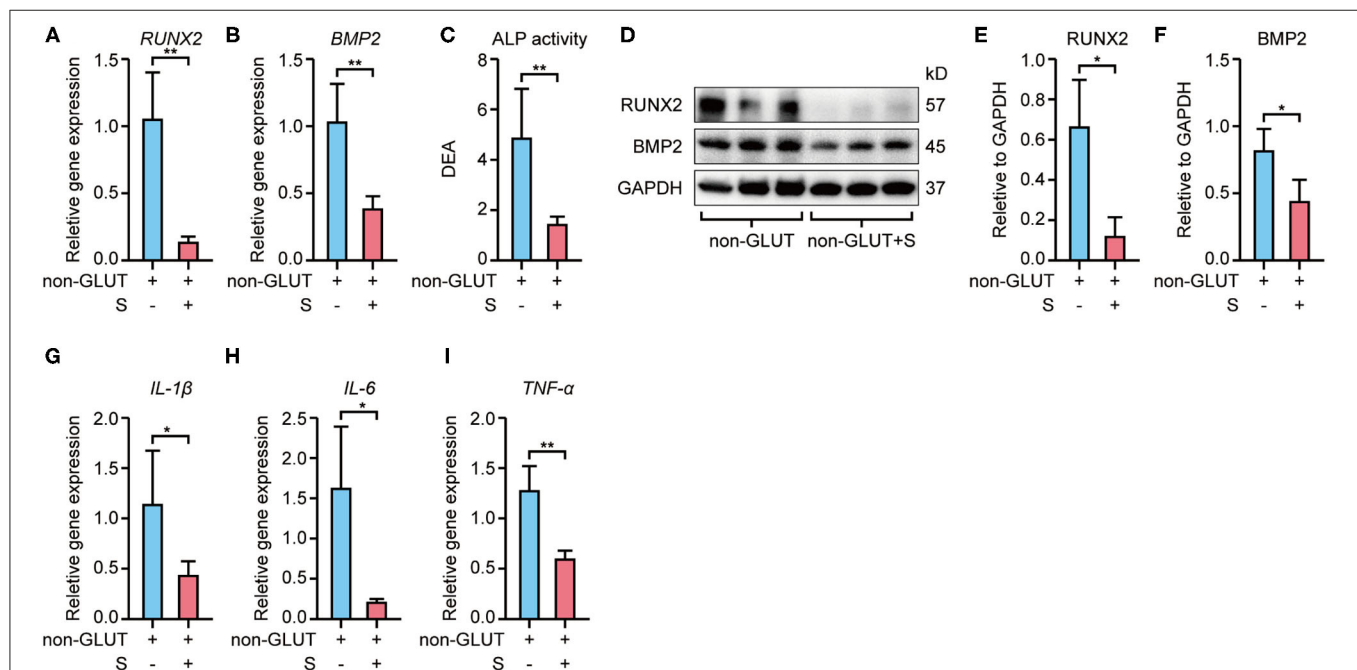 A
RUNX2
Reletive gene expression
1.5
1.0
0.5
0.0
**
non-GLUT + +
S - +
B
BMP2
Reletive gene expression
1.5
1.0
0.5
0.0
**
non-GLUT + +
S - +
C
ALP activity
DEA
8
6
4
2
0
**
non-GLUT + +
S - +
D
kD
RUNX2 57
BMP2 45
GAPDH 37
non-GLUT non-GLUT+S
E
RUNX2
Relative to GAPDH
1.0
0.8
0.6
0.4
0.2
0.0
*
non-GLUT + +
S - +
F
BMP2
Relative to GAPDH
1.5
1.0
0.5
0.0
*
non-GLUT + +
S - +
G
IL-1β
Reletive gene expression
2.0
1.5
1.0
0.5
0.0
*
non-GLUT + +
S - +
H
IL-6
Reletive gene expression
2.5
2.0
1.5
1.0
0.5
0.0
*
non-GLUT + +
S - +
I
TNF-α
Reletive gene expression
2.0
1.5
1.0
0.5
0.0
**
non-GLUT + +
S - +